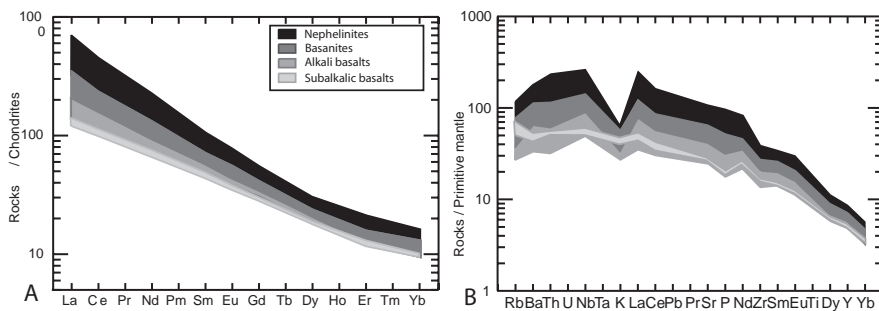 100
0
100
10
Rocks / Chondrites
A
Nephelinites
Basanites
Alkali basalts
Subalkalic basalts
La Ce Pr Nd Pm Sm Eu Gd Tb Dy Ho Er Tm Yb
1000
100
10
1
Rocks / Primitive mantle
B
Rb Ba Th U Nb Ta K La Ce Pb Pr Sr P Nd Zr Sm Eu Ti Dy Y Yb